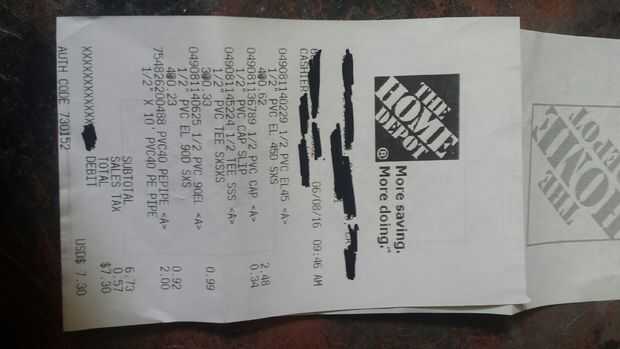 THE
HOME
DEPOT
®
More saving.
More doing.™
CASHIER
06/08/16 09:46 AM
049081140229 1/2 PVC EL45 <A>
1/2" PVC EL 45D SXS
4@0.62 2.48
049081136789 1/2 PVC CAP <A> 0.34
1/2" PVC CAP SLIP
049081145224 1/2 TEE SSS <A>
1/2" PVC TEE SXSXS
3@0.33 0.99
049081140625 1/2 PVC 90EL <A>
1/2" PVC EL 90D SXS
4@0.23 0.92
754826200488 PVC40 PEPIPE <A> 2.00
1/2" X 10' PVC40 PE PIPE
SUBTOTAL 6.73
SALES TAX 0.57
TOTAL $7.30
XXXXXXXXXXXX DEBIT
USD$ 7.30
AUTH CODE 730152
THE
HOME
DEPOT